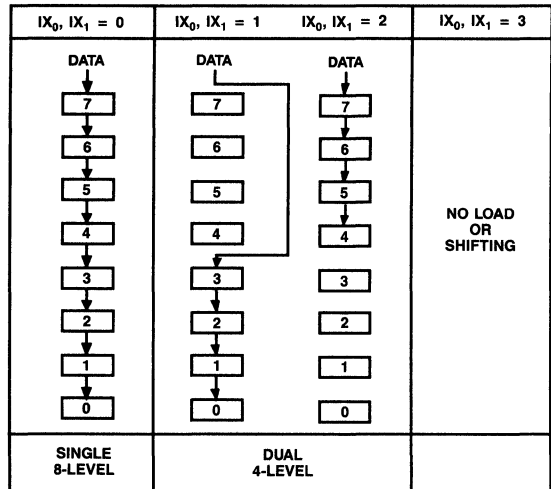 IX0, IX1 = 0
IX0, IX1 = 1
IX0, IX1 = 2
IX0, IX1 = 3
DATA
7
6
5
4
3
2
1
0
DATA
7
6
5
4
3
2
1
0
DATA
7
6
5
4
3
2
1
0
NO LOAD
OR
SHIFTING
SINGLE
8-LEVEL
DUAL
4-LEVEL